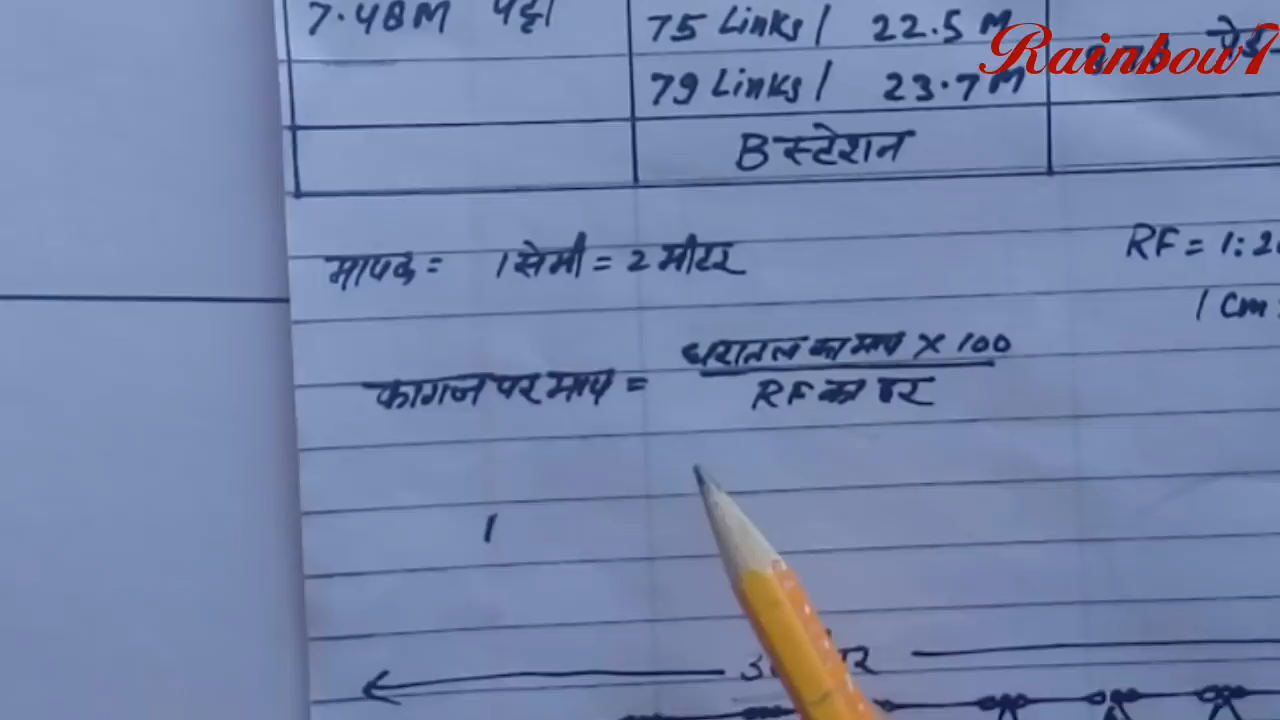 7.48M पट्टी 75 Links / 22.5 M
Rainbow7
79 Links / 23.7 M
B स्टेशन
मापक = 1 सेमी = 2 मीटर RF = 1:2
1 Cm
कागज पर माप = धरातल का माप × 100
RF का हर
1